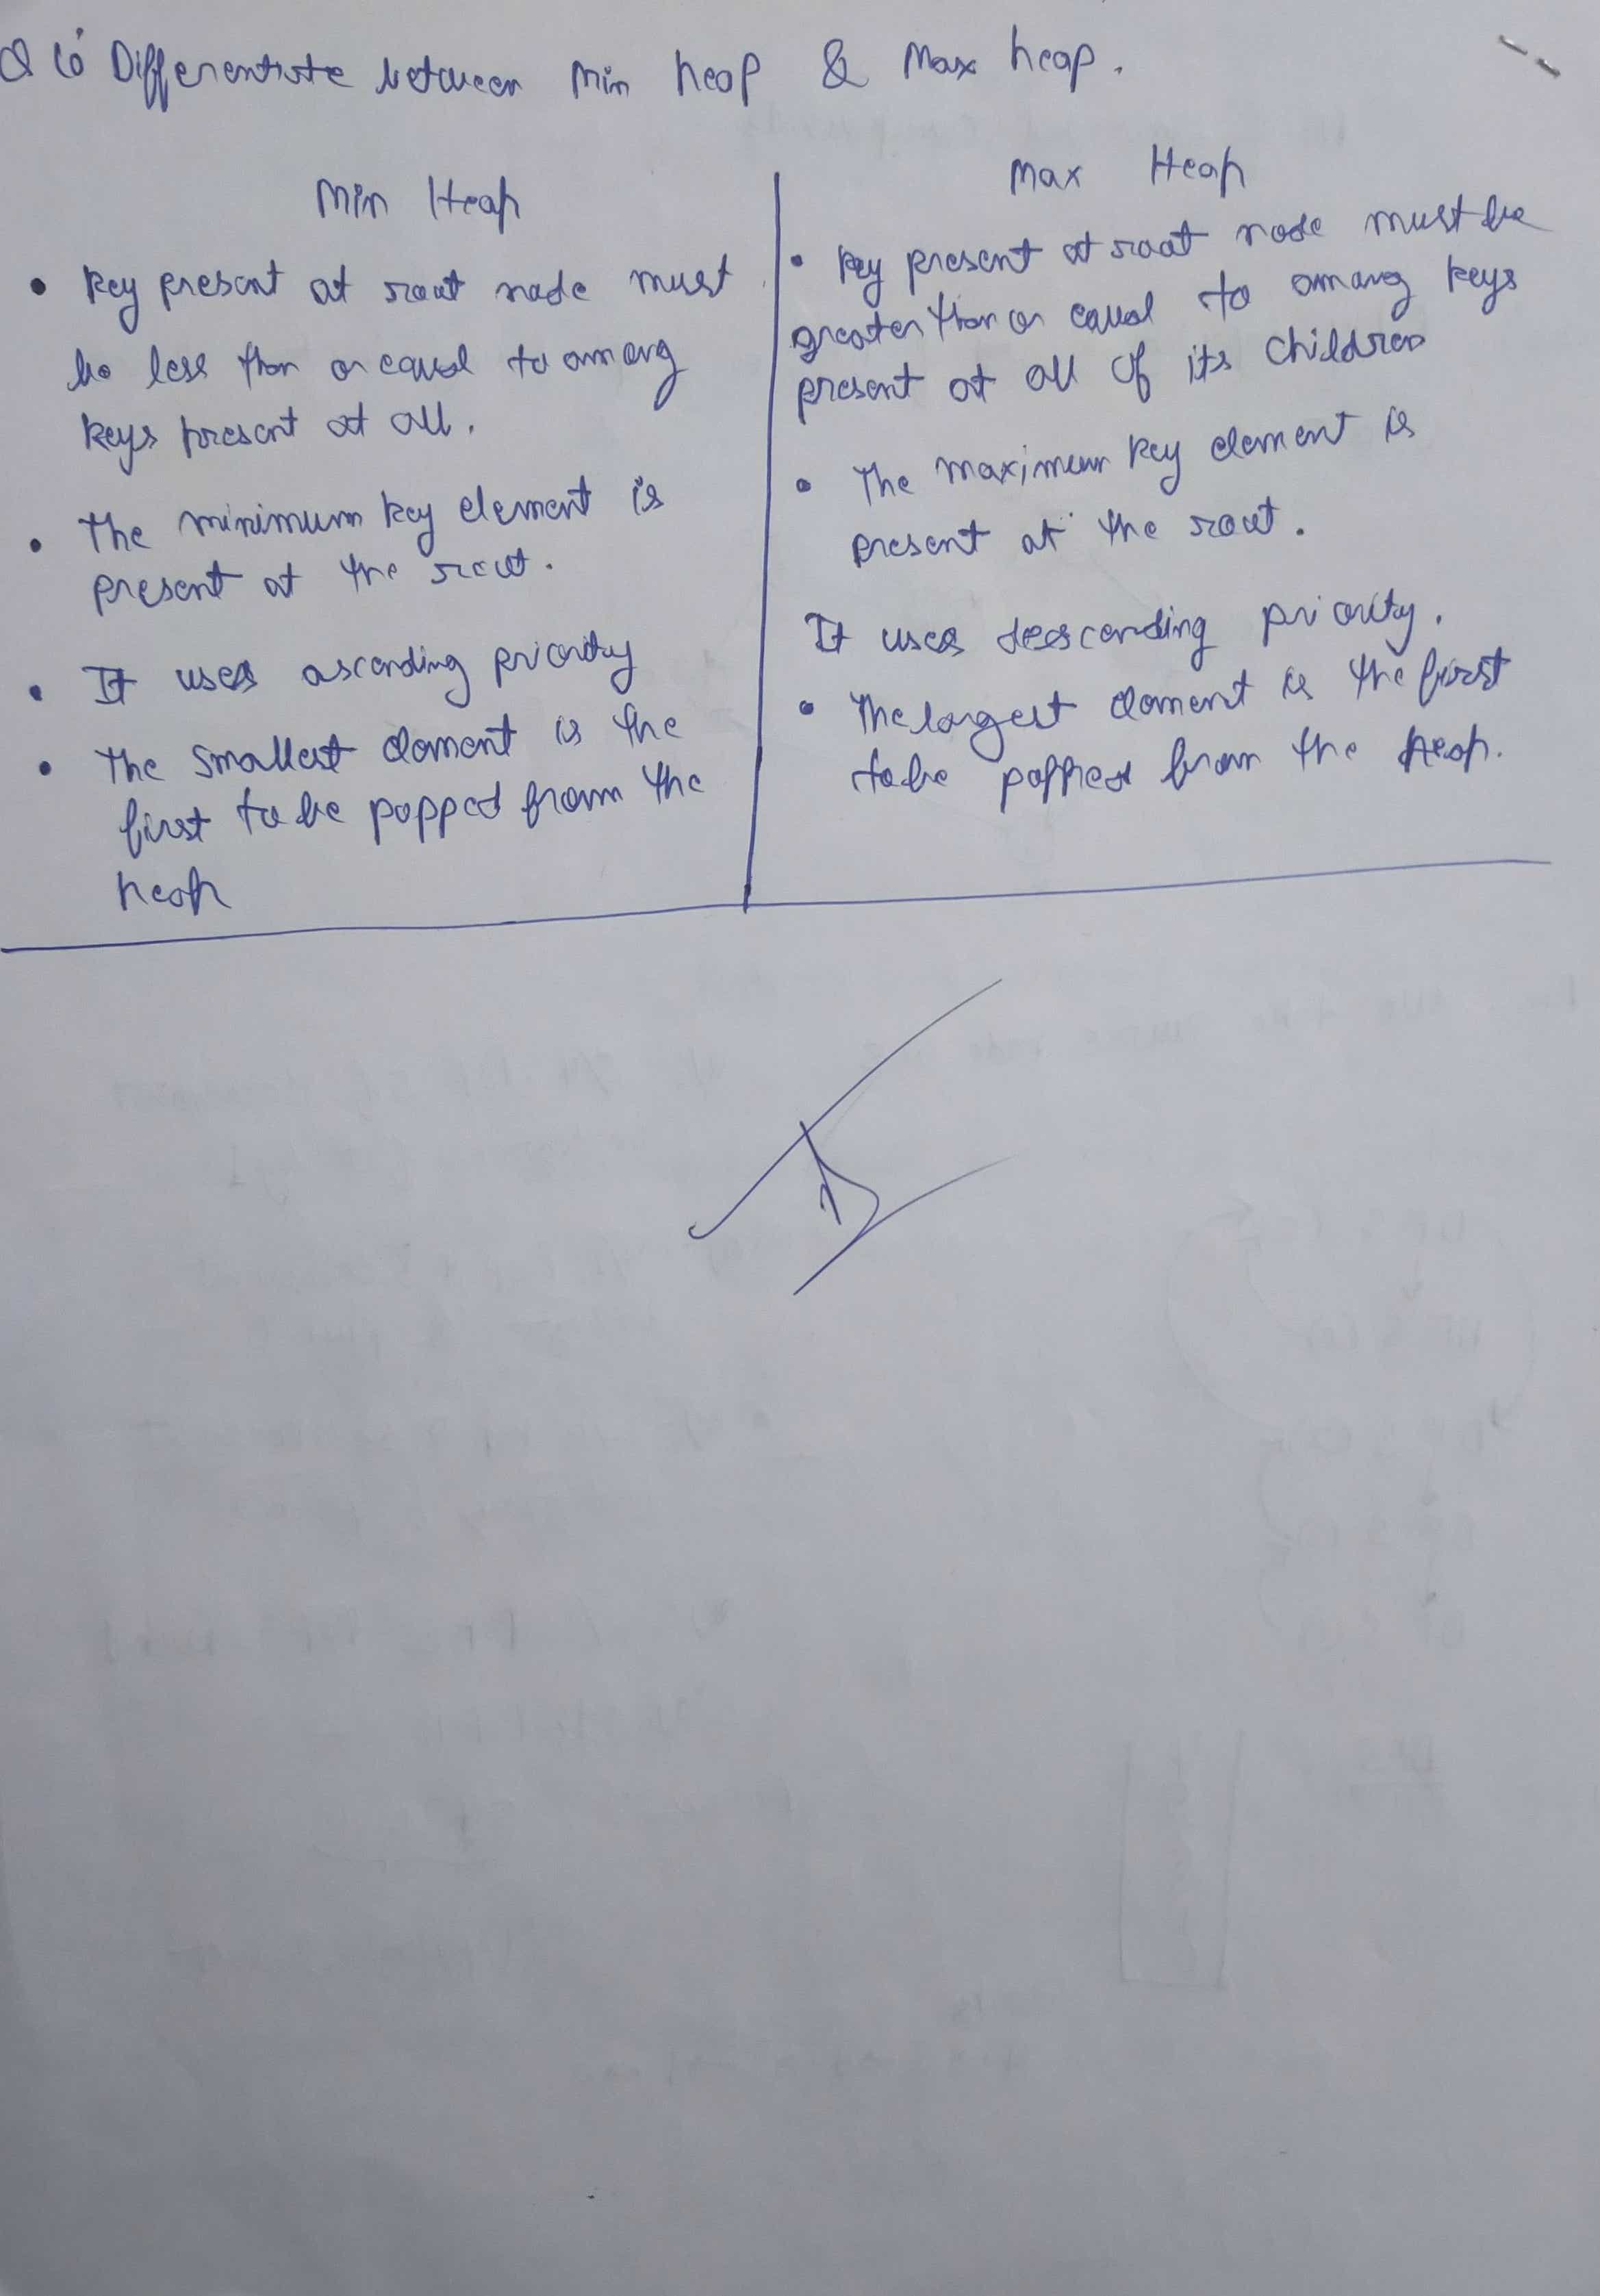 Differentiate between Min heap & Max heap.
Min Heap
• key present at root node must
be less than or equal to among
keys present at all.
• The minimum key element is
present at the root.
• It uses ascending priority
• The smallest element is the
first to be popped from the
heap
Max Heap
• key present at root node must be
greater than or equal to among keys
present at all of its children
• The maximum key element is
present at the root.
It uses descending priority.
• The largest element is the first
to be popped from the heap.